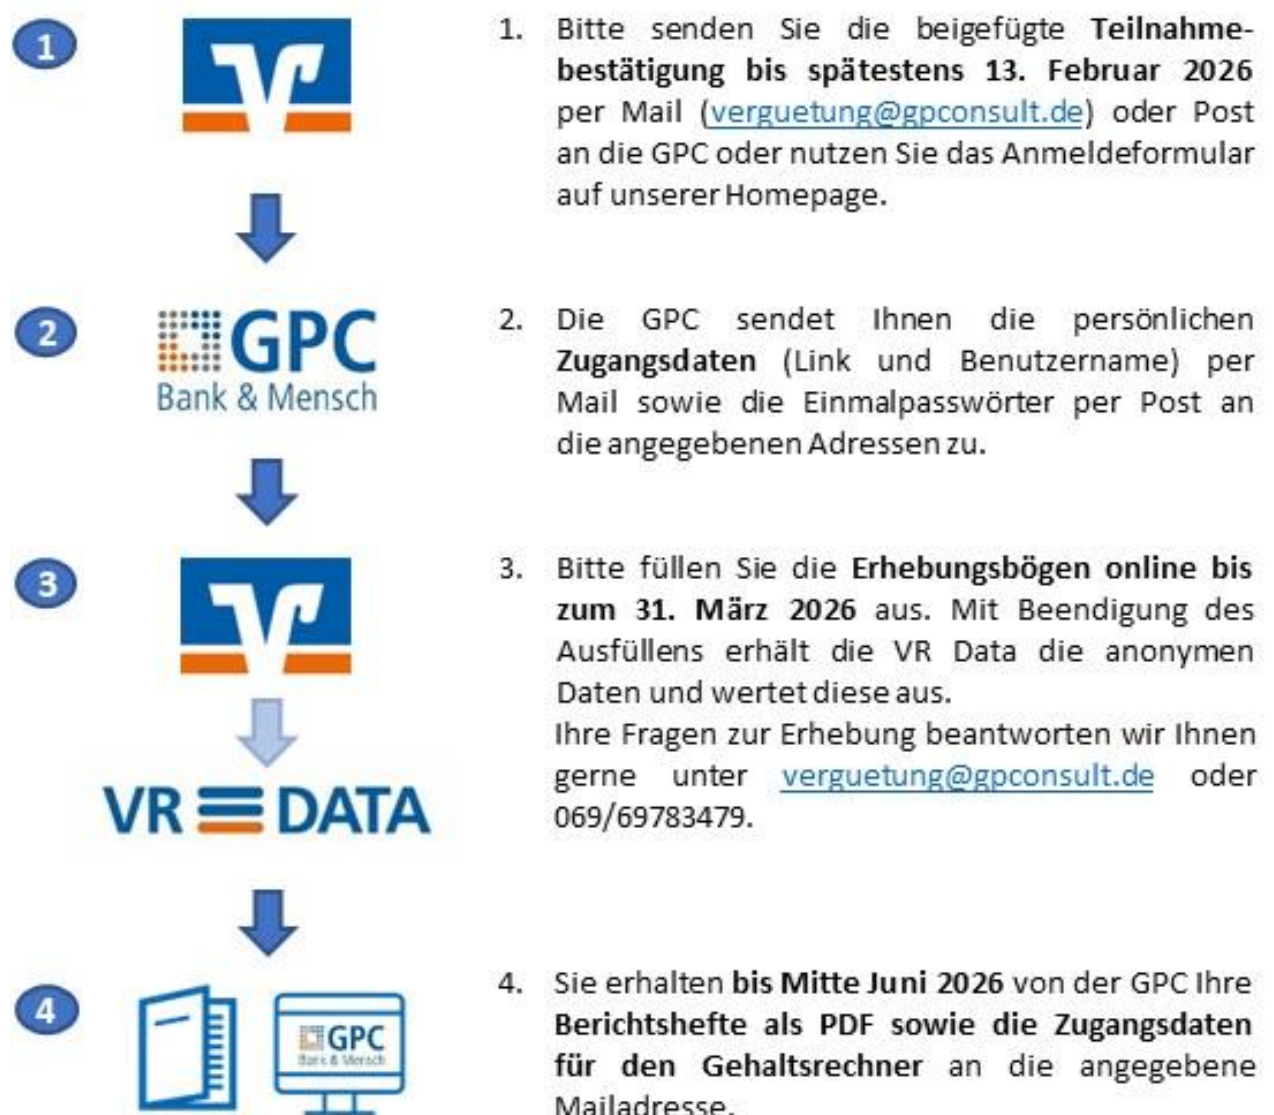 1
1. Bitte senden Sie die beigefügte Teilnahme-
bestätigung bis spätestens 13. Februar 2026
per Mail (verguetung@gpconsult.de) oder Post
an die GPC oder nutzen Sie das Anmeldeformular
auf unserer Homepage.
2
GPC
Bank & Mensch
2. Die GPC sendet Ihnen die persönlichen
Zugangsdaten (Link und Benutzername) per
Mail sowie die Einmalpasswörter per Post an
die angegebenen Adressen zu.
3
VR DATA
3. Bitte füllen Sie die Erhebungsbögen online bis
zum 31. März 2026 aus. Mit Beendigung des
Ausfüllens erhält die VR Data die anonymen
Daten und wertet diese aus.
Ihre Fragen zur Erhebung beantworten wir Ihnen
gerne unter verguetung@gpconsult.de oder
069/69783479.
4
GPC
Bank & Mensch
4. Sie erhalten bis Mitte Juni 2026 von der GPC Ihre
Berichtshefte als PDF sowie die Zugangsdaten
für den Gehaltsrechner an die angegebene
Mailadresse.